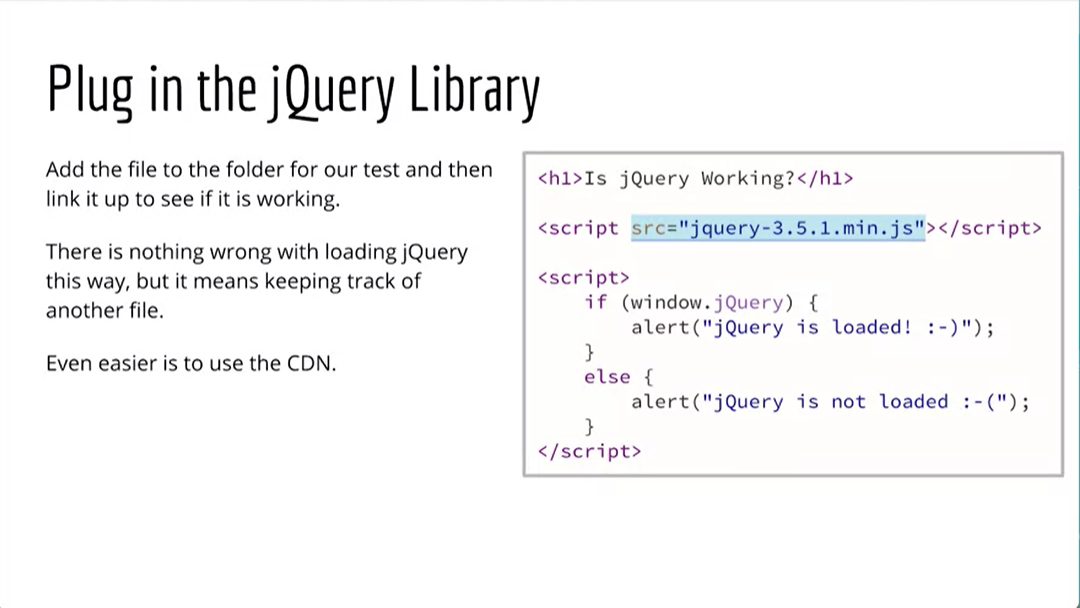 Plug in the jQuery Library
Add the file to the folder for our test and then
link it up to see if it is working.
There is nothing wrong with loading jQuery
this way, but it means keeping track of
another file.
Even easier is to use the CDN.
<h1>Is jQuery Working?</h1>
<script src="jquery-3.5.1.min.js"></script>
<script>
    if (window.jQuery) {
        alert("jQuery is loaded! :-)");
    }
    else {
        alert("jQuery is not loaded :-(");
    }
</script>